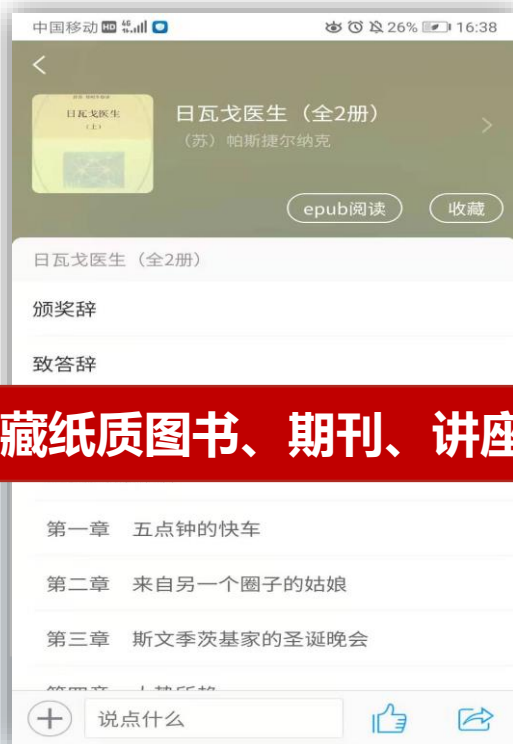 中国移动 HD 46 16:38
26%
日瓦戈医生
（上）
日瓦戈医生（全2册）
（苏）帕斯捷尔纳克
epub阅读
收藏
日瓦戈医生（全2册）
颁奖辞
致答辞
藏纸质图书、期刊、讲座
第一章 五点钟的快车
第二章 来自另一个圈子的姑娘
第三章 斯文季茨基家的圣诞晚会
说点什么